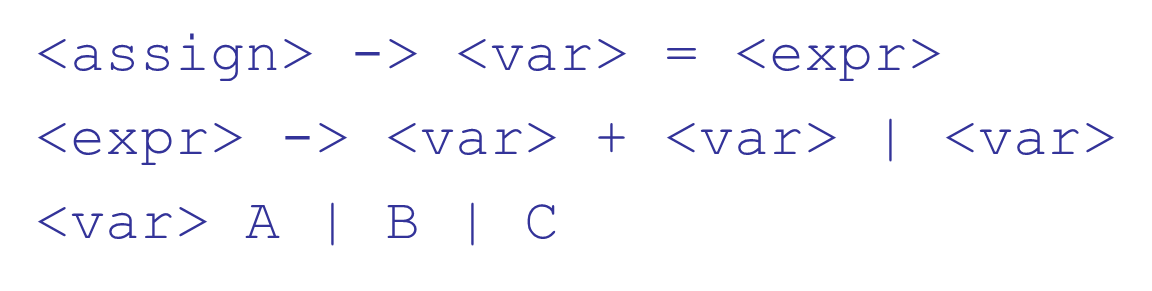 <assign> -> <var> = <expr>
<expr> -> <var> + <var> | <var>
<var> A | B | C